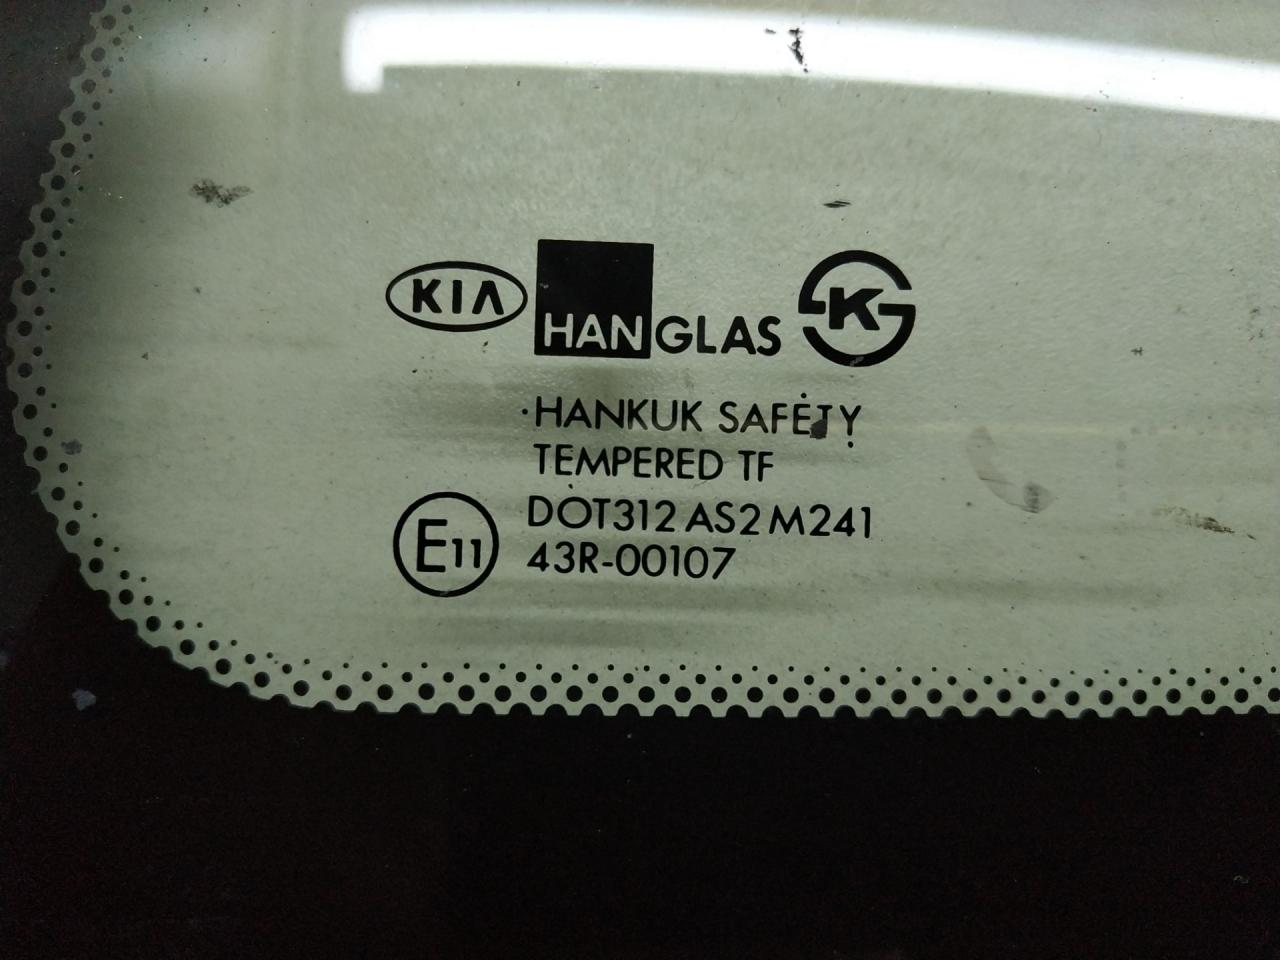 KIA HANGLAS K
HANKUK SAFETY
TEMPERED TF
DOT312 AS2 M241
E11 43R-00107